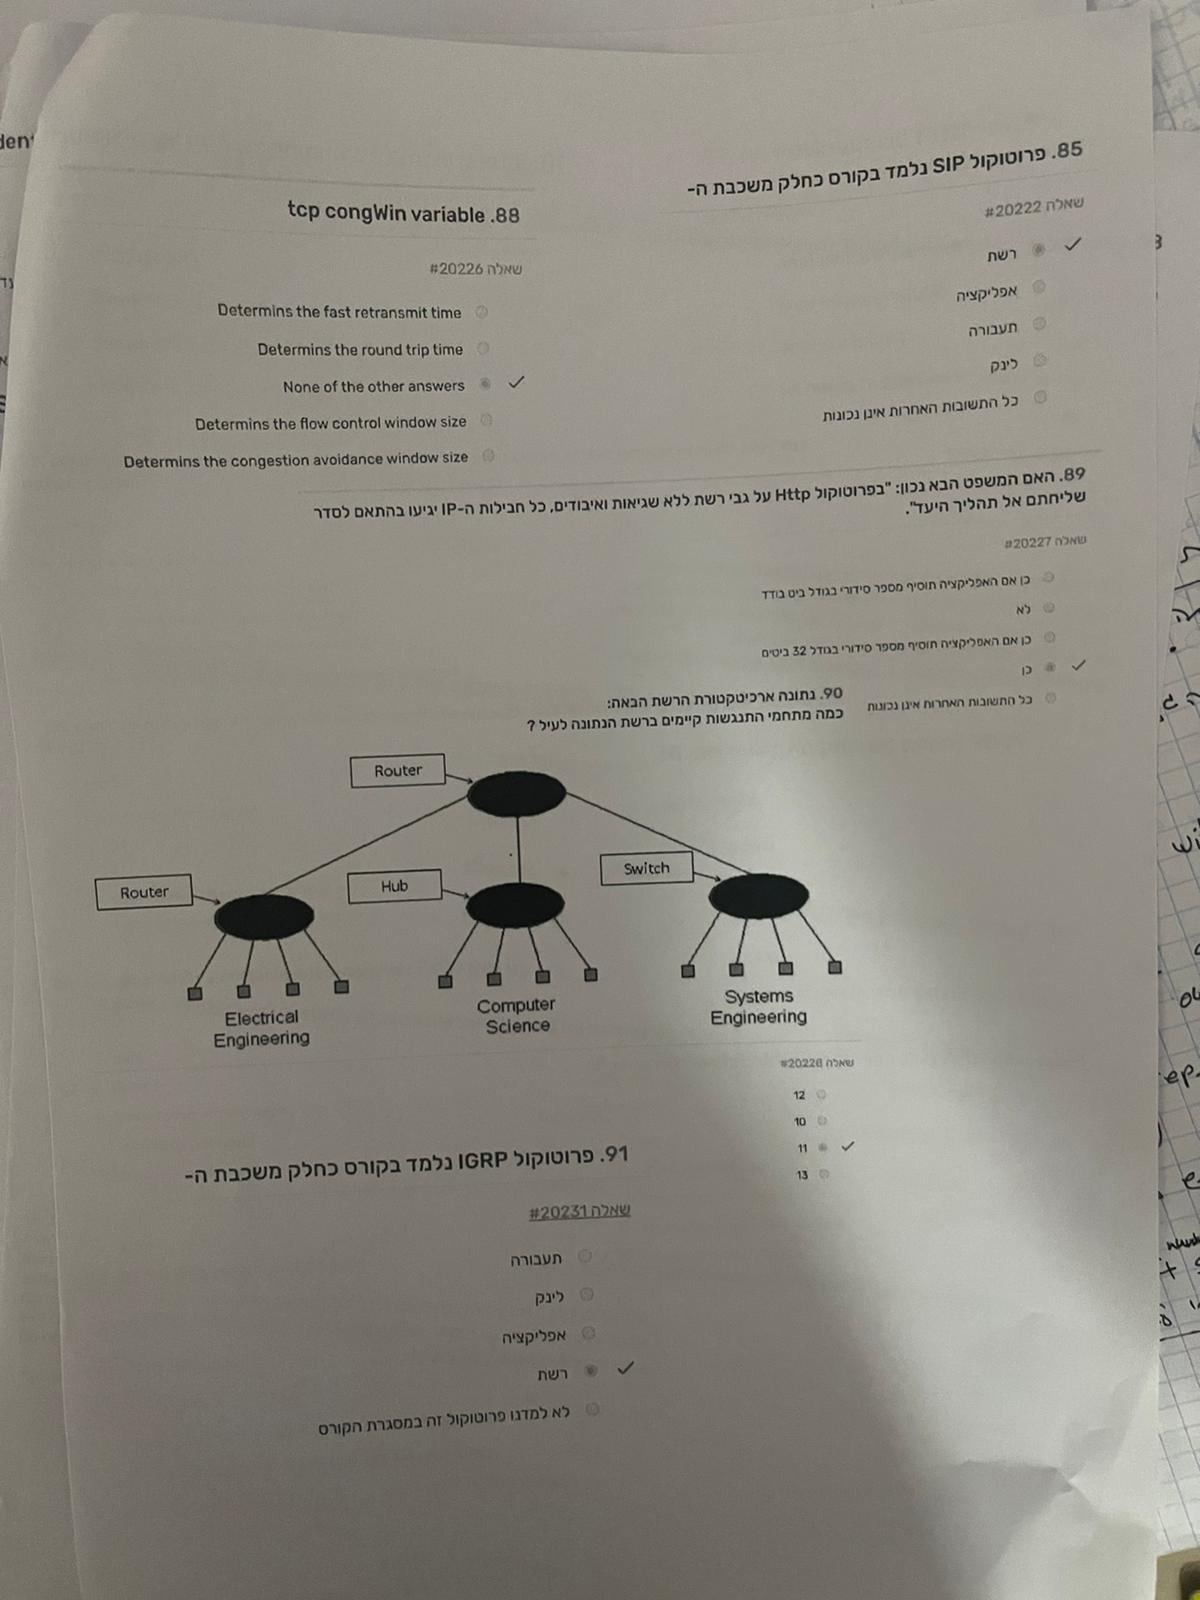 85. פרוטוקול SIP נלמד בקורס כחלק משכבת ה-
שאלה 20222#
רשת
אפליקציה
תעבורה
לינק
כל התשובות האחרות אינן נכונות
88. tcp congWin variable
שאלה 20226#
Determins the fast retransmit time
Determins the round trip time
None of the other answers
Determins the flow control window size
Determins the congestion avoidance window size
89. האם המשפט הבא נכון: "בפרוטוקול Http על גבי רשת ללא שגיאות ואיבודים, כל חבילות ה-IP יגיעו בהתאם לסדר
שליחתם אל תהליך היעד".
שאלה 20227#
כן אם האפליקציה תוסיף מספר סידורי בגודל ביט בודד
לא
כן אם האפליקציה תוסיף מספר סידורי בגודל 32 ביטים
כן
כל התשובות האחרות אינן נכונות
90. נתונה ארכיטקטורת הרשת הבאה:
כמה מתחמי התנגשות קיימים ברשת הנתונה לעיל ?
Router
Router
Hub
Switch
Electrical
Engineering
Computer
Science
Systems
Engineering
שאלה 20228#
12
10
11
13
91. פרוטוקול IGRP נלמד בקורס כחלק משכבת ה-
שאלה 20231#
תעבורה
לינק
אפליקציה
רשת
לא למדנו פרוטוקול זה במסגרת הקורס